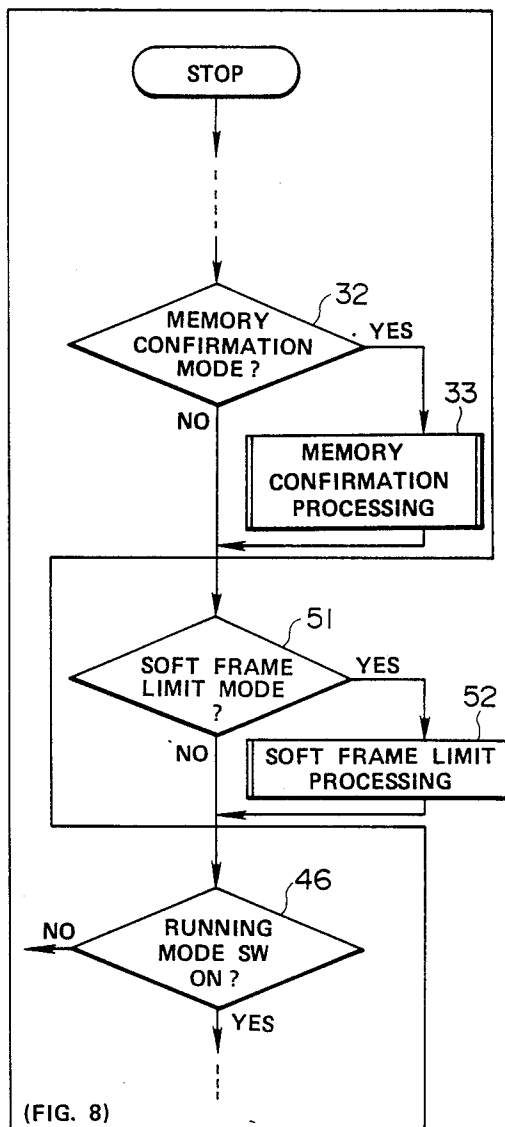 STOP
32
MEMORY
CONFIRMATION
MODE ?
YES
NO
33
MEMORY
CONFIRMATION
PROCESSING
51
SOFT FRAME
LIMIT MODE
?
YES
NO
52
SOFT FRAME LIMIT
PROCESSING
46
RUNNING
MODE SW
ON ?
NO
YES
(FIG. 8)